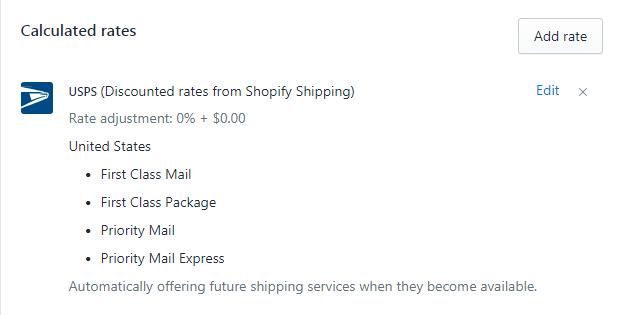 Calculated rates
Add rate
USPS (Discounted rates from Shopify Shipping)
Edit ×
Rate adjustment: 0% + $0.00
United States
• First Class Mail
• First Class Package
• Priority Mail
• Priority Mail Express
Automatically offering future shipping services when they become available.